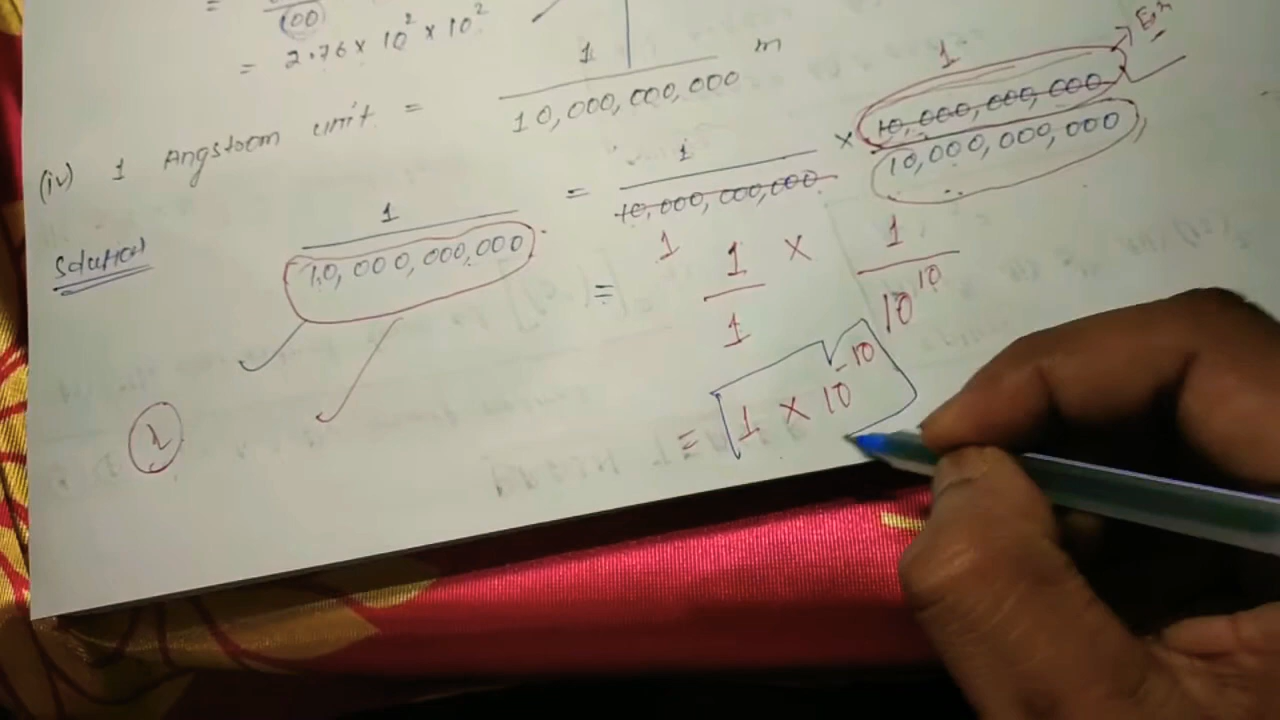 =
100
= 2.76 × 10² × 10²
(iv) 1 Angstrom unit = 1 / 10,000,000,000 m
Solution
1 / 10,000,000,000 = 1 / 10,000,000,000 × 10,000,000,000 / 10,000,000,000
1
1
= 1/1 × 1/10¹⁰
= 1 × 10⁻¹⁰